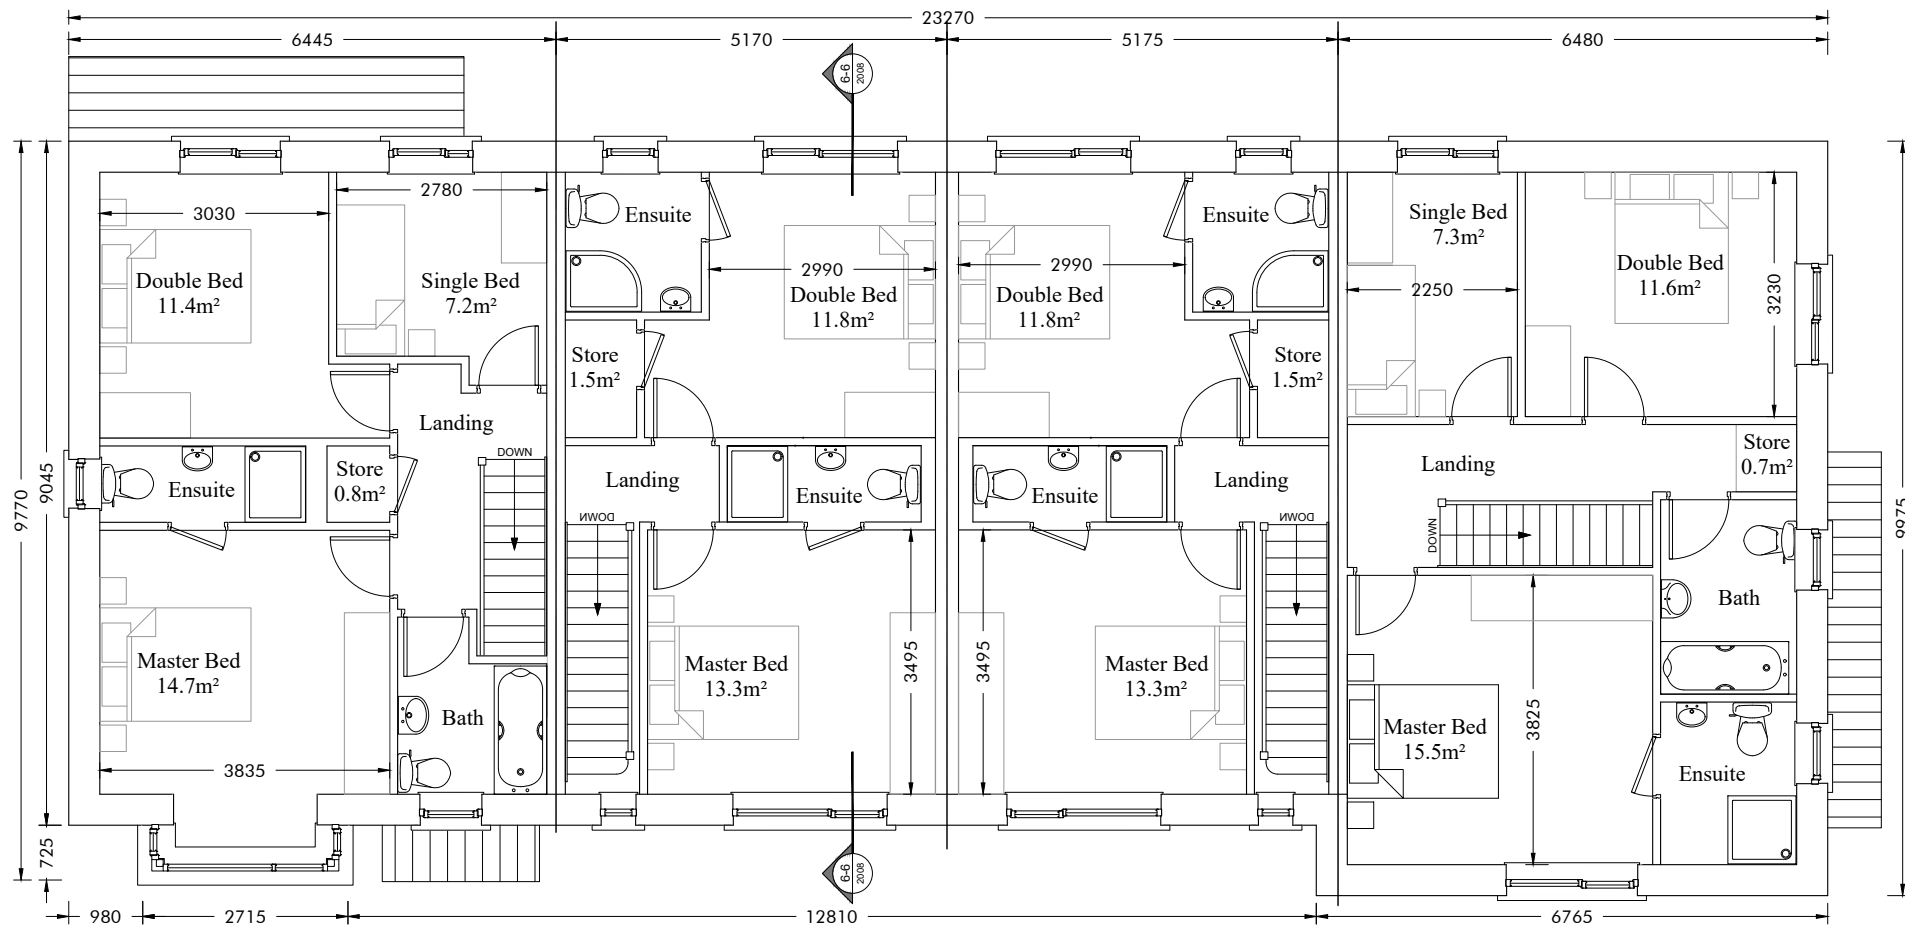 23270
6445
5170
5175
6480
6-6
2008
2780
3030
Ensuite
Ensuite
Single Bed
7.3m²
Double Bed
11.6m²
3230
2250
Double Bed
11.4m²
Single Bed
7.2m²
2990
Double Bed
11.8m²
2990
Double Bed
11.8m²
Store
1.5m²
Store
1.5m²
9770
9045
9975
Landing
DOWN
Ensuite
Store
0.8m²
Landing
Ensuite
Ensuite
Landing
Landing
Store
0.7m²
DOWN
DOWN
DOWN
Bath
Master Bed
14.7m²
3835
Bath
Master Bed
13.3m²
3495
3495
Master Bed
13.3m²
Master Bed
15.5m²
3825
Ensuite
725
6-6
2008
980
2715
12810
6765